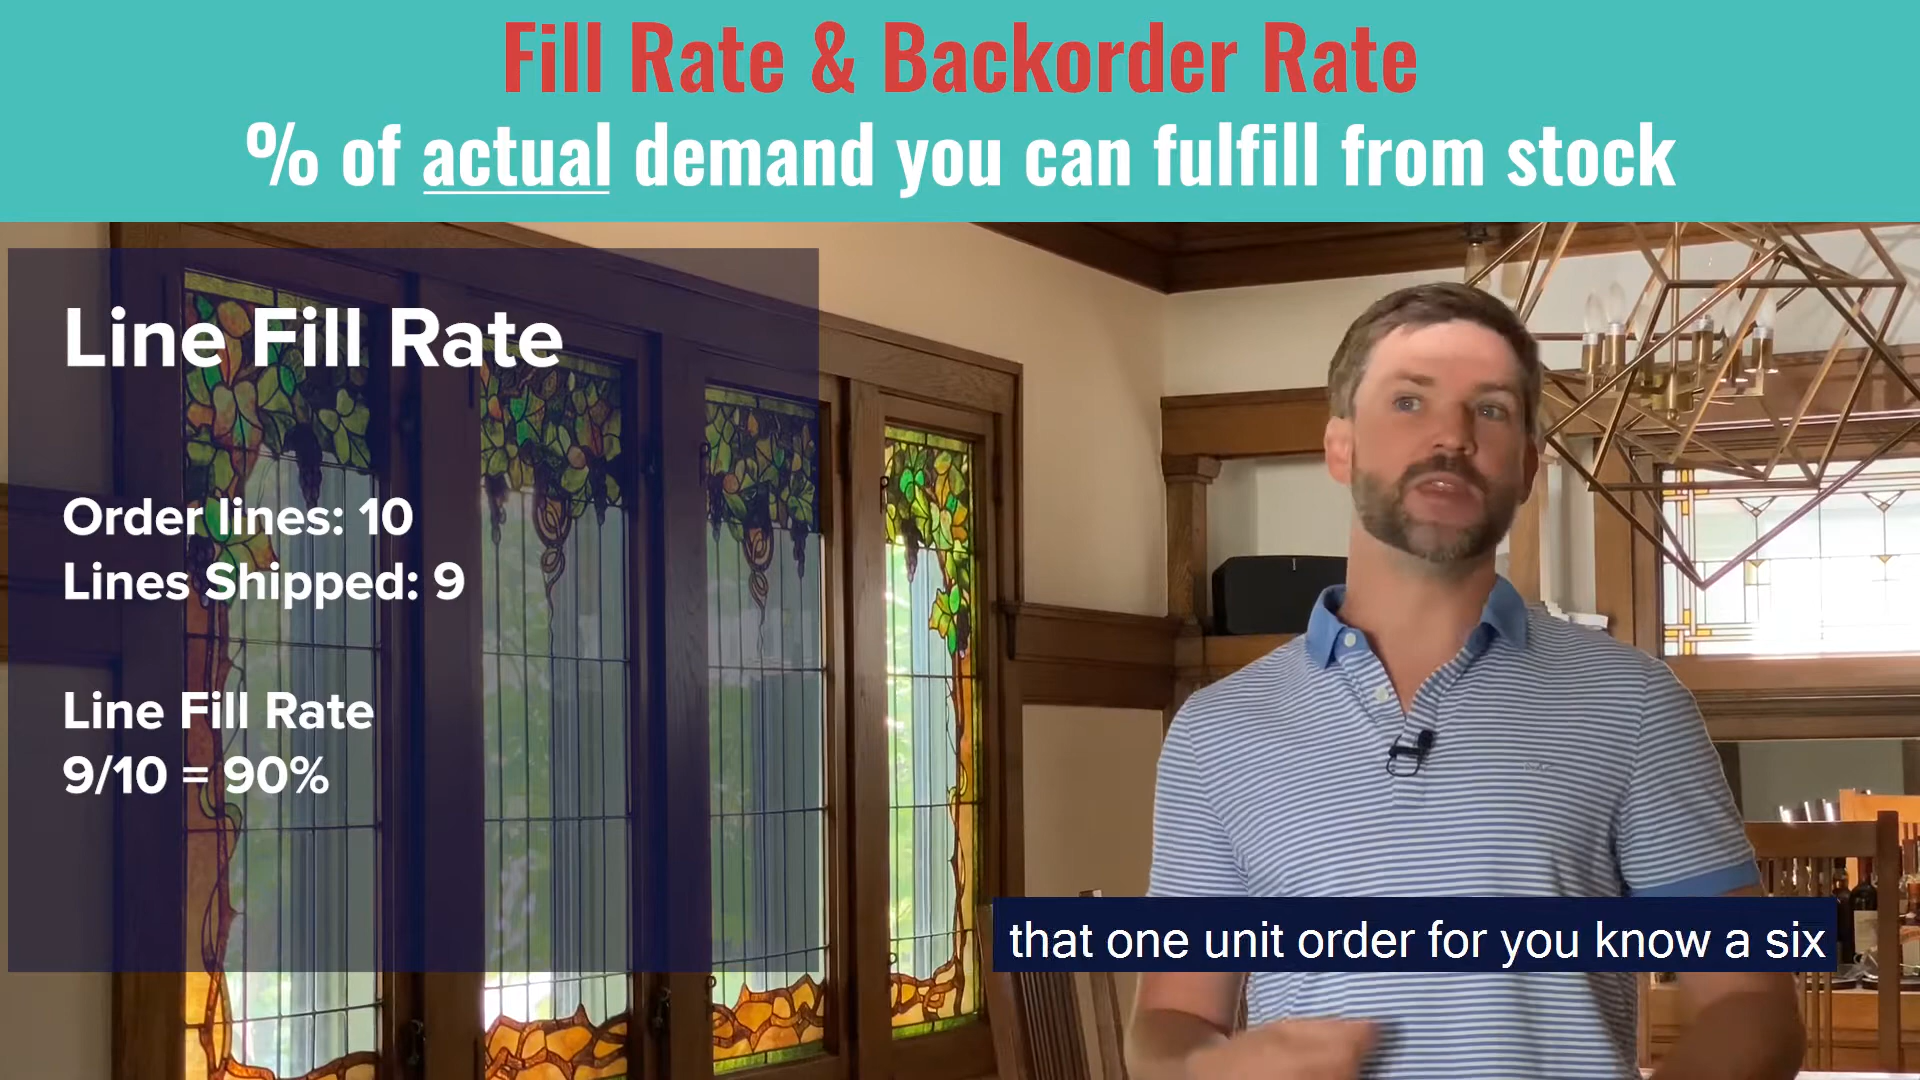 Fill Rate & Backorder Rate
% of actual demand you can fulfill from stock
Line Fill Rate
Order lines: 10
Lines Shipped: 9
Line Fill Rate
9/10 = 90%
that one unit order for you know a six